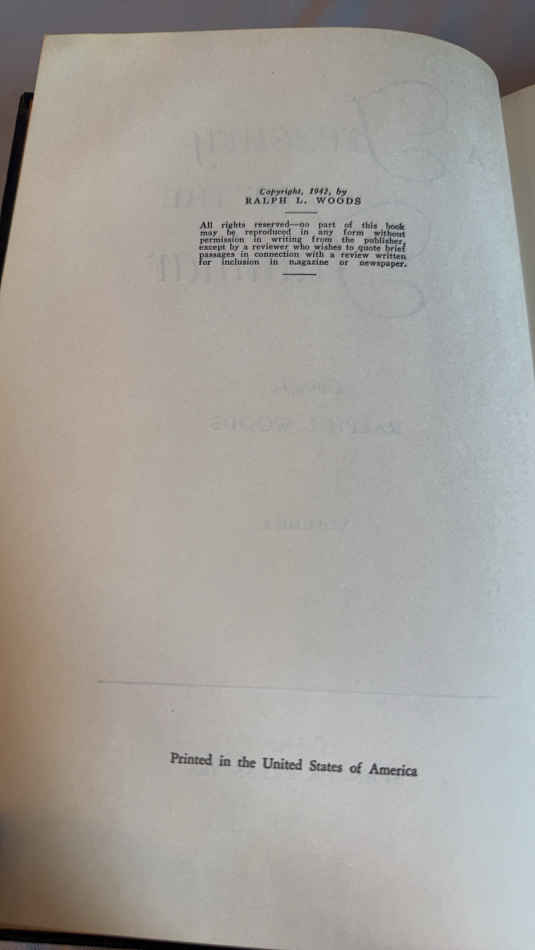 Copyright, 1942, by
RALPH L. WOODS
All rights reserved—no part of this book
may be reproduced in any form without
permission in writing from the publisher,
except by a reviewer who wishes to quote brief
passages in connection with a review written
for inclusion in n.agazine or newspaper.
Printed in the United States of America